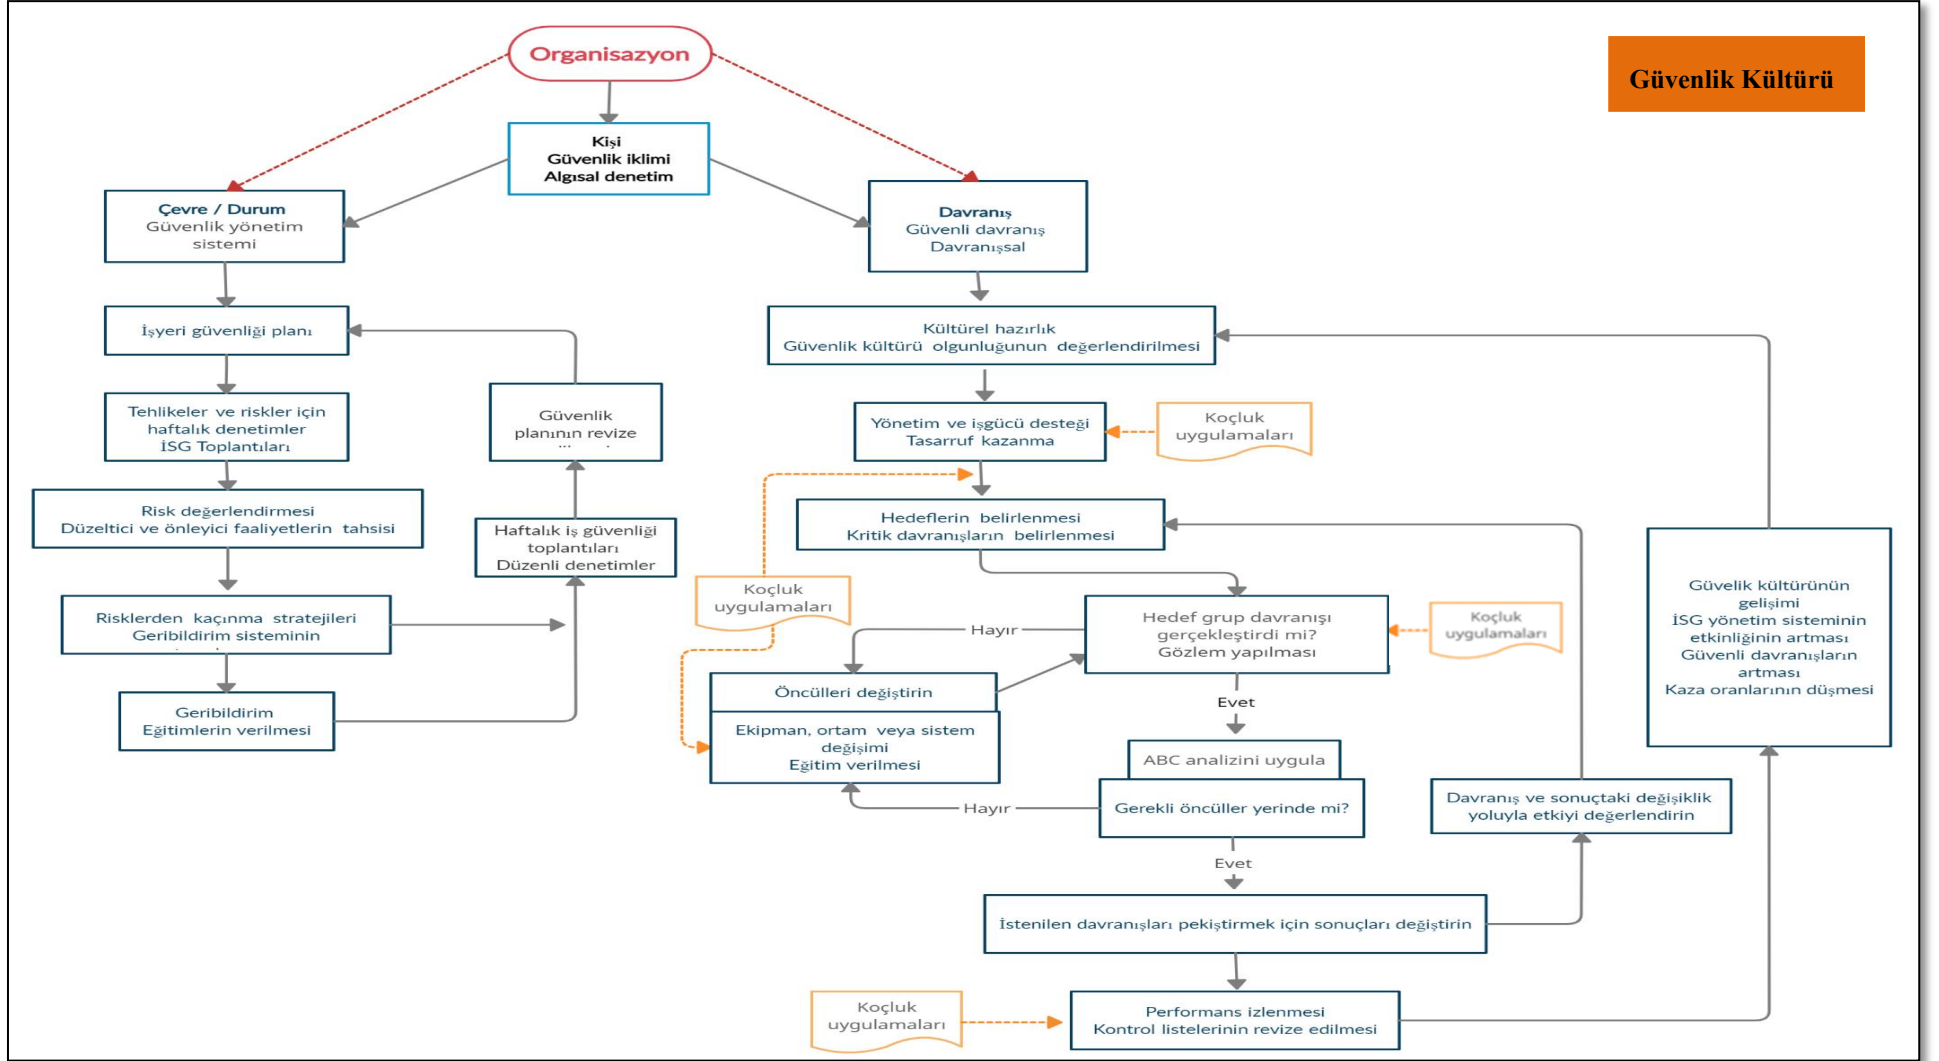 Organisazyon
Güvenlik Kültürü
Kişi
Güvenlik iklimi
Algısal denetim
Çevre / Durum
Güvenlik yönetim
sistemi
İşyeri güvenliği planı
Tehlikeler ve riskler için
haftalık denetimler
İSG Toplantıları
Risk değerlendirmesi
Düzeltici ve önleyici faaliyetlerin tahsisi
Risklerden kaçınma stratejileri
Geribildirim sisteminin
Geribildirim
Eğitimlerin verilmesi
Güvenlik
planının revize
Haftalık iş güvenliği
toplantıları
Düzenli denetimler
Davranış
Güvenli davranış
Davranışsal
Kültürel hazırlık
Güvenlik kültürü olgunluğunun değerlendirilmesi
Yönetim ve işgücü desteği
Tasarruf kazanma
Koçluk
uygulamaları
Hedeflerin belirlenmesi
Kritik davranışların belirlenmesi
Koçluk
uygulamaları
Hedef grup davranışı
gerçekleştirdi mi?
Gözlem yapılması
Koçluk
uygulamaları
Hayır
Öncülleri değiştirin
Ekipman, ortam veya sistem
değişimi
Eğitim verilmesi
Evet
ABC analizini uygula
Gerekli öncüller yerinde mi?
Hayır
Evet
İstenilen davranışları pekiştirmek için sonuçları değiştirin
Davranış ve sonuçtaki değişiklik
yoluyla etkiyi değerlendirin
Koçluk
uygulamaları
Performans izlenmesi
Kontrol listelerinin revize edilmesi
Güvelik kültürünün
gelişimi
İSG yönetim sisteminin
etkinliğinin artması
Güvenli davranışların
artması
Kaza oranlarının düşmesi